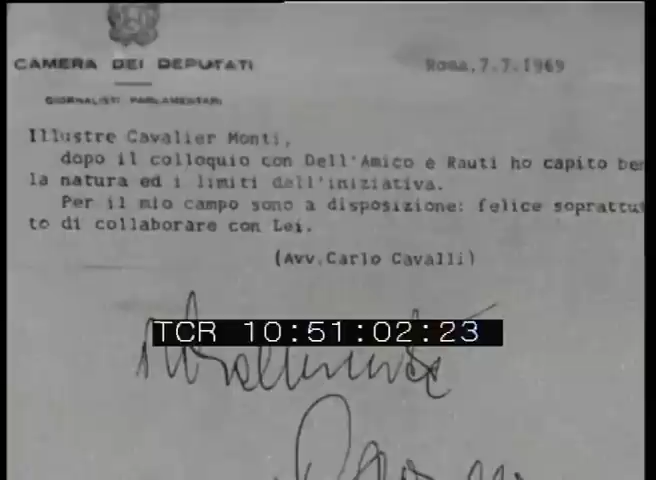 CAMERA DEI DEPUTATI
Roma,7.7.1969
GIORNALISTI PARLAMENTARI
Illustre Cavalier Monti,
dopo il colloquio con Dell'Amico e Rauti ho capito ben
la natura ed i limiti dell'iniziativa.
Per il mio campo sono a disposizione: felice soprattut
to di collaborare con Lei.
(Avv.Carlo Cavalli)
TCR 10:51:02:23